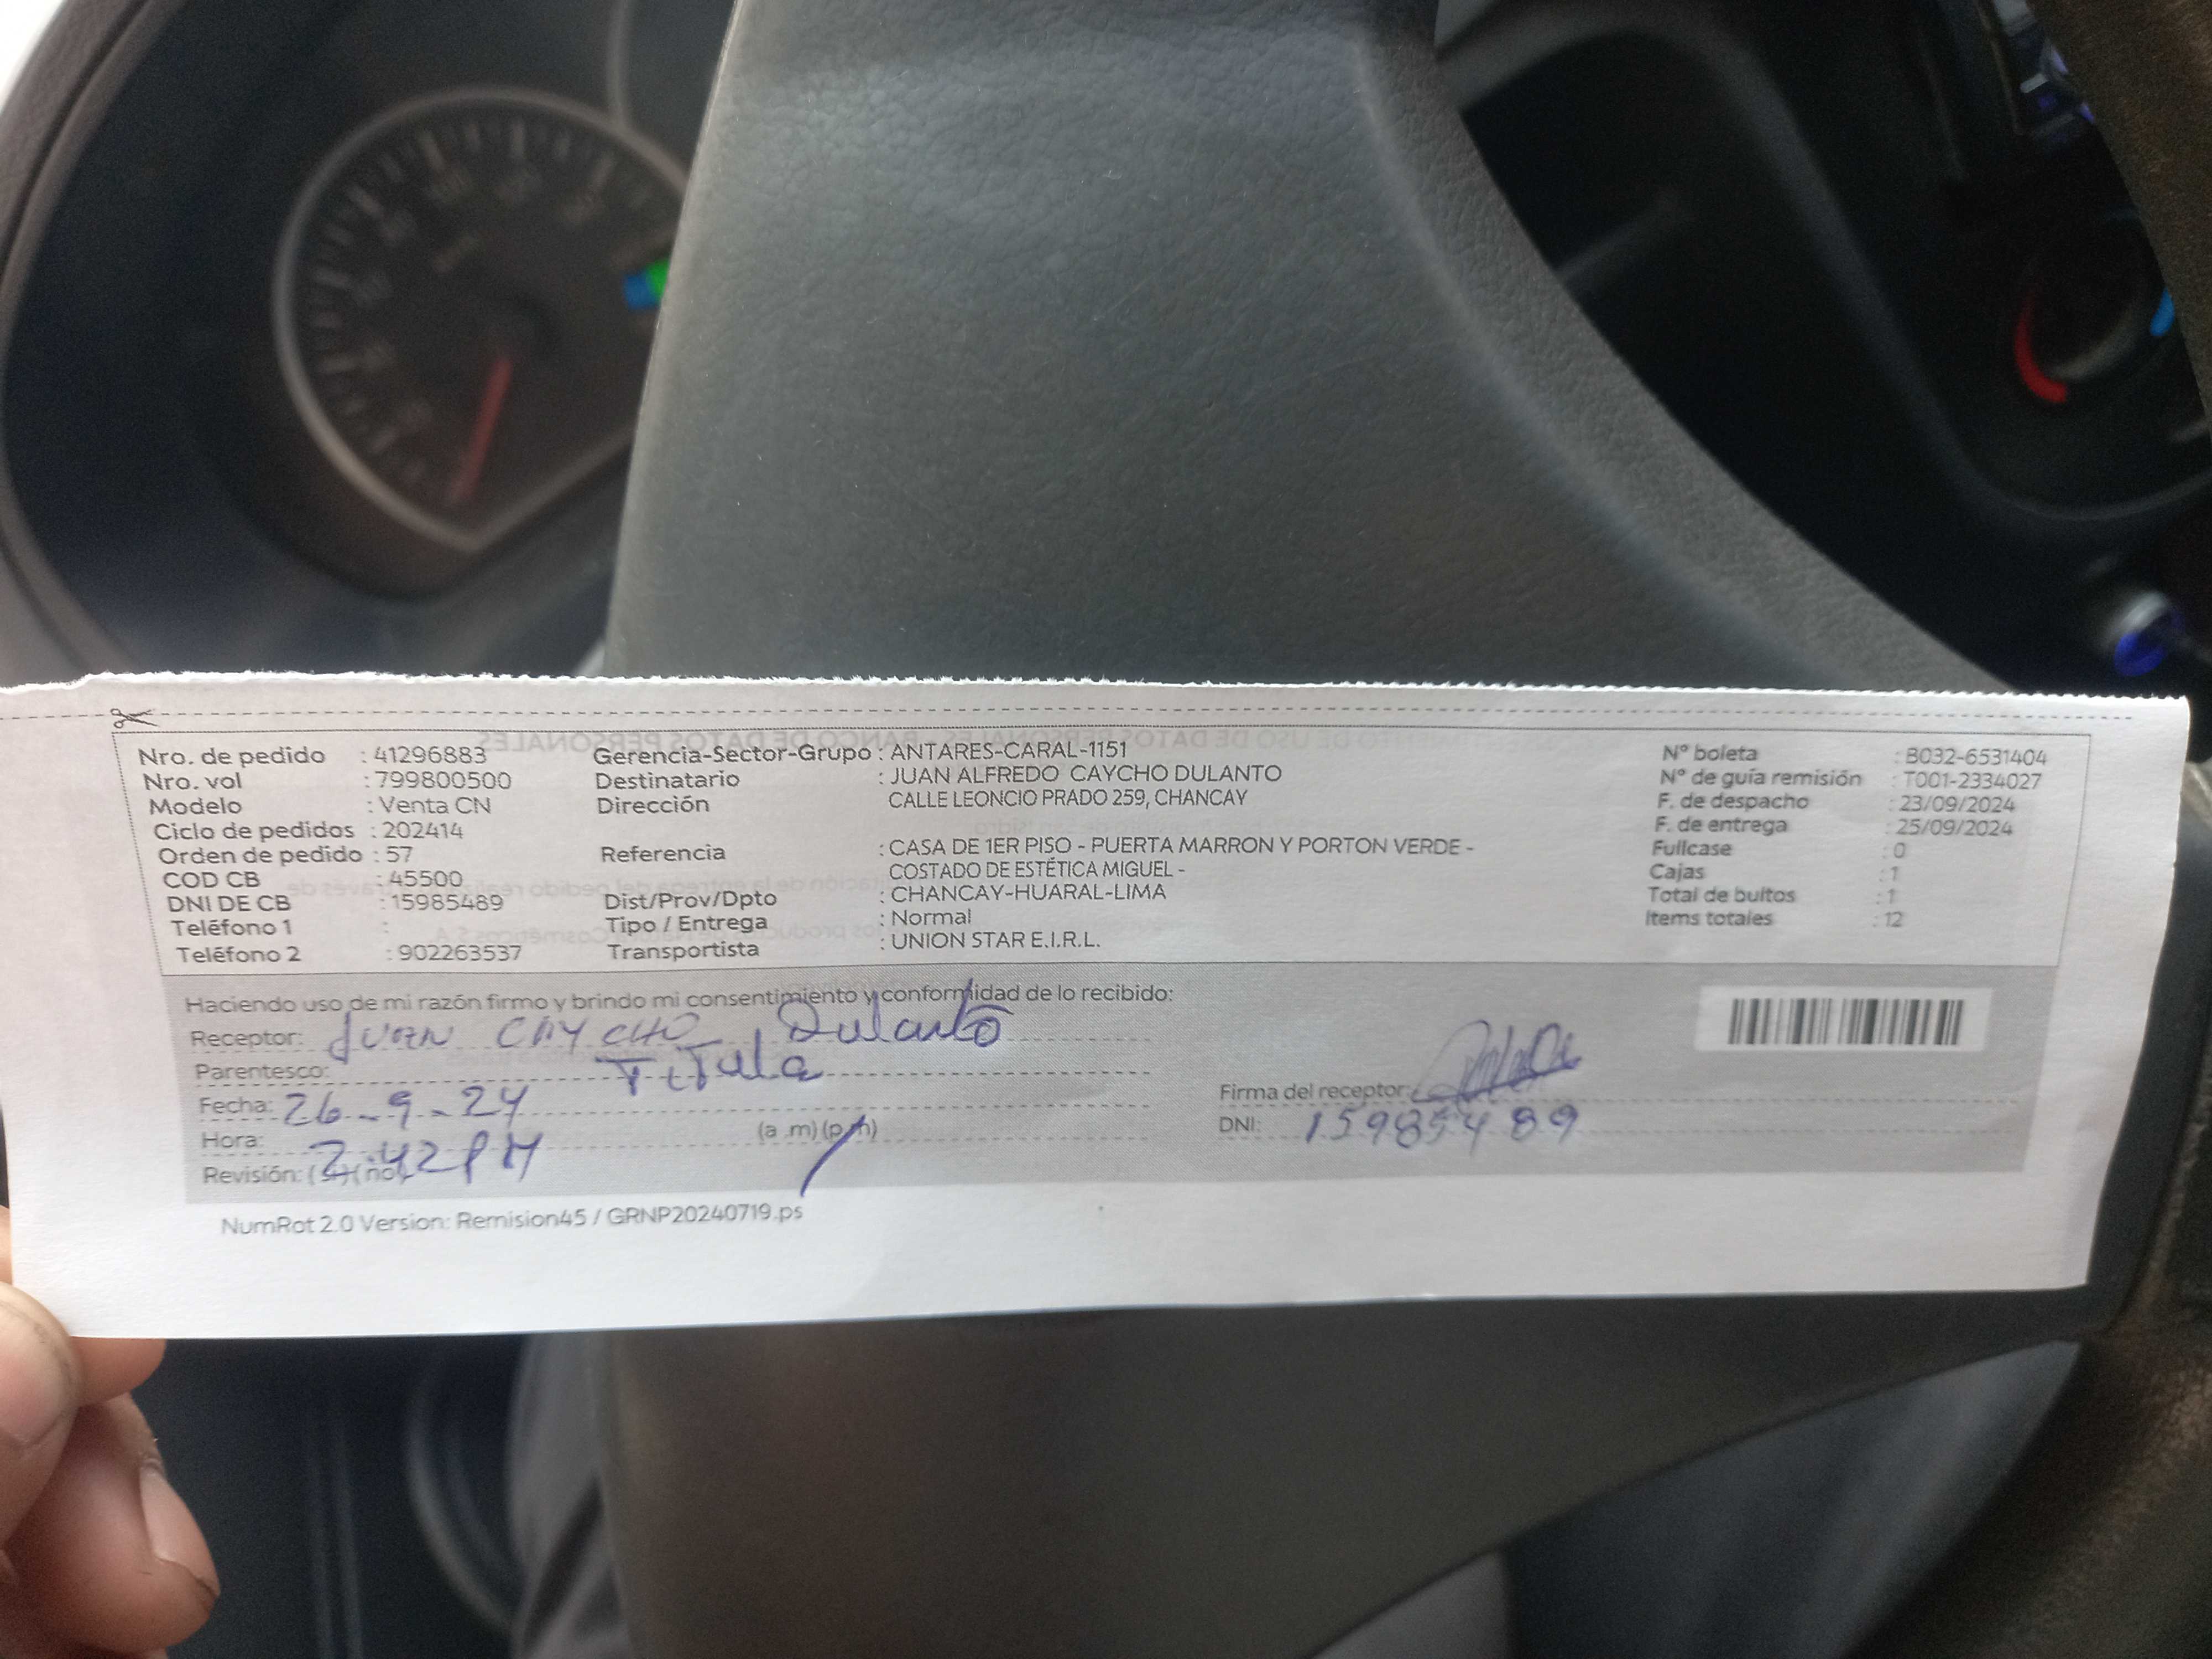 Nro. de pedido : 41296883 Gerencia-Sector-Grupo : ANTARES-CARAL-1151 N° boleta : B032-6531404
Nro. vol : 799800500 Destinatario : JUAN ALFREDO CAYCHO DULANTO N° de guía remisión : T001-2334027
Modelo : Venta CN Dirección CALLE LEONCIO PRADO 259, CHANCAY F. de despacho : 23/09/2024
Ciclo de pedidos : 202414 F. de entrega : 25/09/2024
Orden de pedido : 57 Referencia : CASA DE 1ER PISO - PUERTA MARRON Y PORTON VERDE - Fullcase : 0
COD CB : 45500 COSTADO DE ESTÉTICA MIGUEL - Cajas : 1
DNI DE CB : 15985489 Dist/Prov/Dpto : CHANCAY-HUARAL-LIMA Total de bultos : 1
Teléfono 1 : Tipo / Entrega : Normal Items totales : 12
Teléfono 2 : 902263537 Transportista : UNION STAR E.I.R.L.
Haciendo uso de mi razón firmo y brindo mi consentimiento y conformidad de lo recibido:
Receptor: JUAN CAYCHO Dulanto
Parentesco: Titula
Fecha: 26-9-24 Firma del receptor:
Hora: 2:42 PM (a .m) (p.m) DNI: 15985489
Revisión: (si) (no)
NumRot 2.0 Version: Remision45 / GRNP20240719.ps